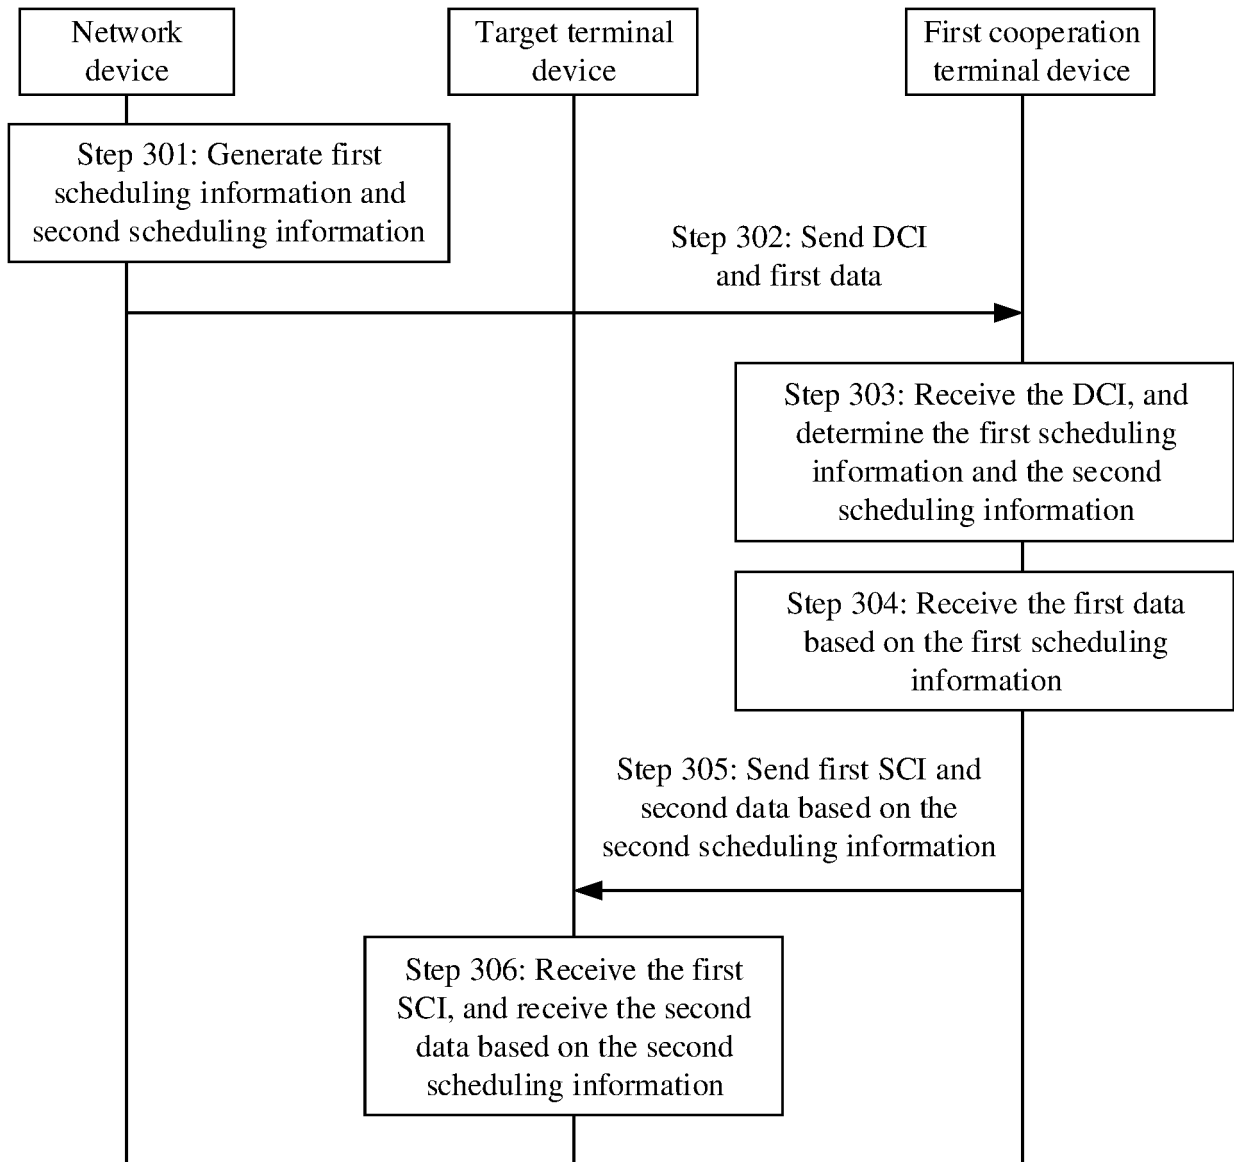 Network
device
Target terminal
device
First cooperation
terminal device
Step 301: Generate first
scheduling information and
second scheduling information
Step 302: Send DCI
and first data
Step 303: Receive the DCI, and
determine the first scheduling
information and the second
scheduling information
Step 304: Receive the first data
based on the first scheduling
information
Step 305: Send first SCI and
second data based on the
second scheduling information
Step 306: Receive the first
SCI, and receive the second
data based on the second
scheduling information